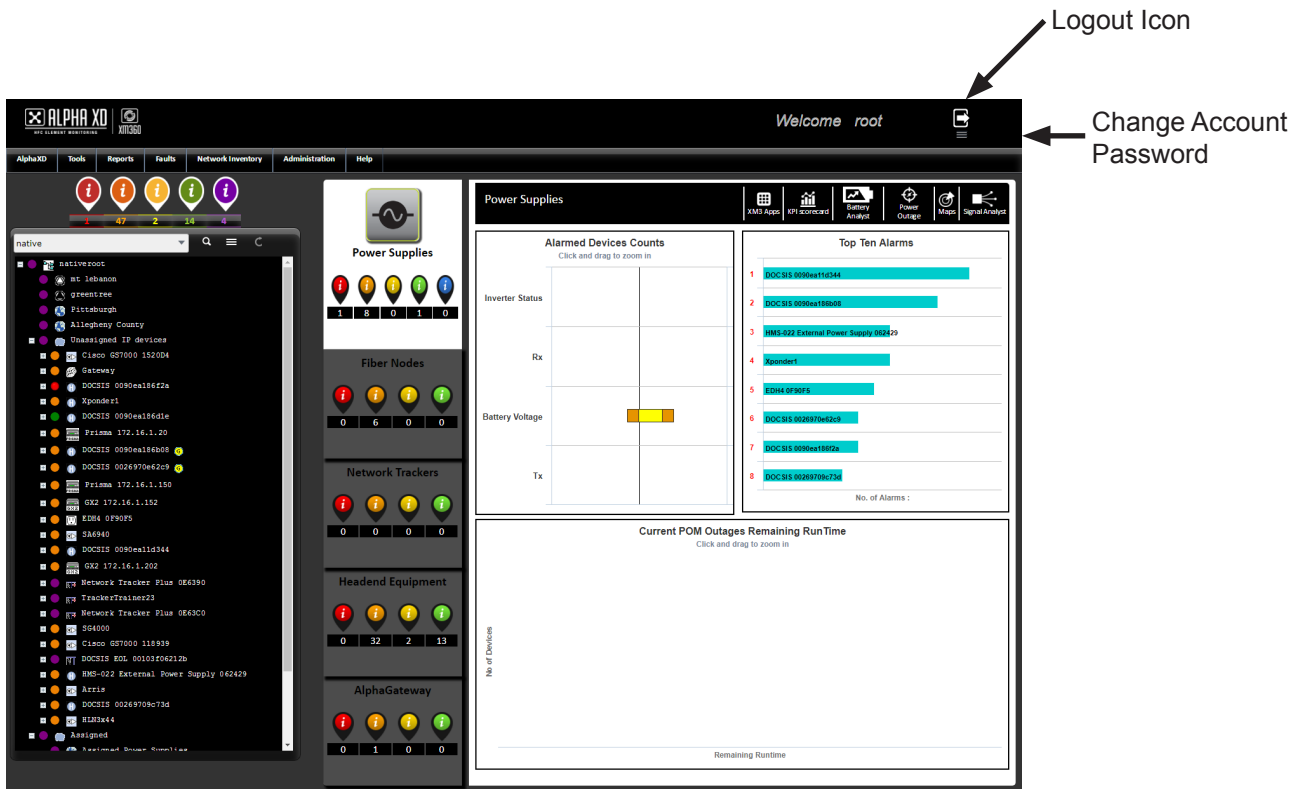 Logout Icon
Change Account
Password
ALPHA XD
HFC ELEMENT MONITORING
XM360
Welcome root
AlphaXD Tools Reports Faults Network Inventory Administration Help
1 47 2 14 4
native
nativeroot
mt lebanon
greentree
Pittsburgh
Allegheny County
Unassigned IP devices
Cisco GS7000 1520D4
Gateway
DOCSIS 0090ea186f2a
Xponder1
DOCSIS 0090ea186d1e
Prisma 172.16.1.20
DOCSIS 0090ea186b08
DOCSIS 0026970e62c9
Prisma 172.16.1.150
GX2 172.16.1.152
EDH4 0F90F5
SA6940
DOCSIS 0090ea11d344
GX2 172.16.1.202
Network Tracker Plus 0E6390
TrackerTrainer23
Network Tracker Plus 0E63C0
SG4000
Cisco GS7000 118939
DOCSIS EOL 00103f06212b
HMS-022 External Power Supply 062429
Arris
DOCSIS 00269709c73d
HLN3x44
Assigned
Assigned Power Supplies
Power Supplies
1 8 0 1 0
Fiber Nodes
0 6 0 0
Network Trackers
0 0 0 0
Headend Equipment
0 32 2 13
AlphaGateway
0 1 0 0
Power Supplies
XM3 Apps
KPI scorecard
Battery
Analyst
Power
Outage
Maps
Signal Analyst
Alarmed Devices Counts
Click and drag to zoom in
Inverter Status
Rx
Battery Voltage
Tx
Top Ten Alarms
1 DOCSIS 0090ea11d344
2 DOCSIS 0090ea186b08
3 HMS-022 External Power Supply 062429
4 Xponder1
5 EDH4 0F90F5
6 DOCSIS 0026970e62c9
7 DOCSIS 0090ea186f2a
8 DOCSIS 00269709c73d
No. of Alarms :
Current POM Outages Remaining RunTime
Click and drag to zoom in
No of Devices
Remaining Runtime